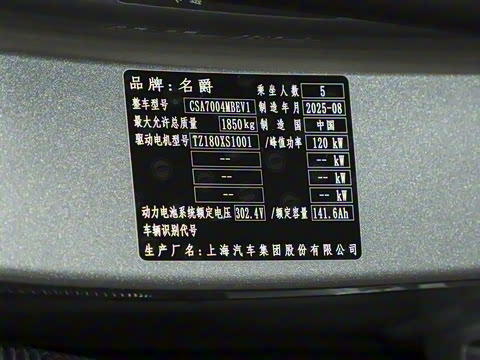 品牌:名爵 乘坐人数 5
整车型号 CSA7004MBEV1 制造年月 2025-08
最大允许总质量 1850kg 制造国 中国
驱动电机型号 TZ180XS1001 /峰值功率 120 kW
-- -- kW
-- -- kW
-- -- kW
动力电池系统额定电压 302.4V /额定容量 141.6Ah
车辆识别代号
生产厂名:上海汽车集团股份有限公司